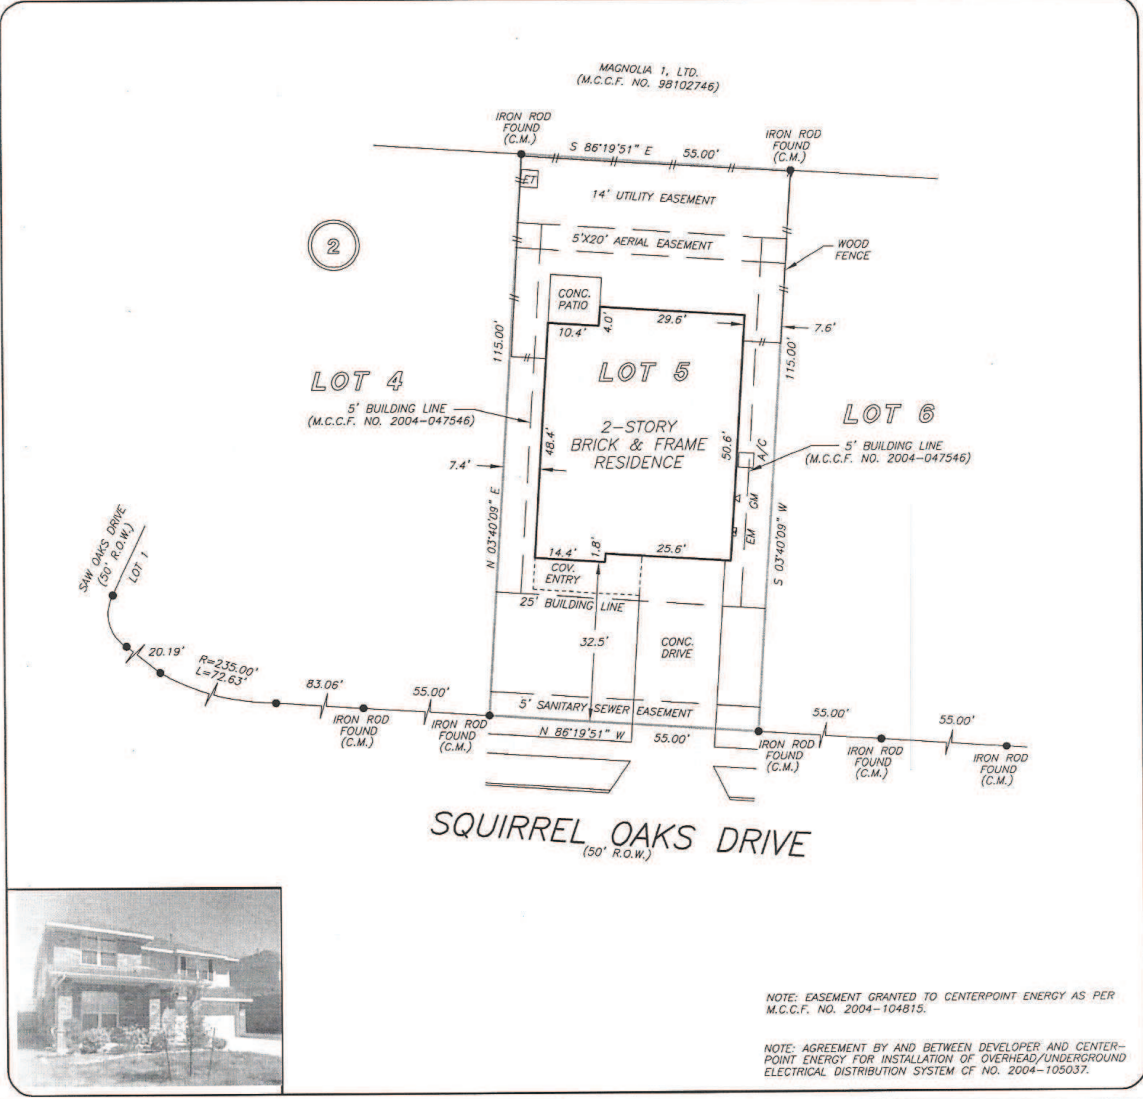 MAGNOLIA 1, LTD.
(M.C.C.F. NO. 98102746)
IRON ROD
FOUND
(C.M.)
S 86°19'51" E
55.00'
IRON ROD
FOUND
(C.M.)
ET
14' UTILITY EASEMENT
2
5'X20' AERIAL EASEMENT
WOOD
FENCE
CONC.
PATIO
10.4'
4.0'
29.6'
7.6'
115.00'
115.00'
LOT 4
LOT 5
LOT 6
5' BUILDING LINE
(M.C.C.F. NO. 2004-047546)
2-STORY
BRICK & FRAME
RESIDENCE
48.4'
50.6'
A/C
5' BUILDING LINE
(M.C.C.F. NO. 2004-047546)
7.4'
GM
EM
N 03°40'09" E
S 03°40'09" W
SAW OAKS DRIVE
(50' R.O.W.)
LOT 1
14.4'
1.8'
25.6'
COV.
ENTRY
25' BUILDING LINE
32.5'
CONC.
DRIVE
20.19'
R=235.00'
L=72.63'
83.06'
55.00'
5' SANITARY SEWER EASEMENT
N 86°19'51" W
55.00'
55.00'
55.00'
IRON ROD
FOUND
(C.M.)
IRON ROD
FOUND
(C.M.)
IRON ROD
FOUND
(C.M.)
IRON ROD
FOUND
(C.M.)
IRON ROD
FOUND
(C.M.)
SQUIRREL OAKS DRIVE
(50' R.O.W.)
NOTE: EASEMENT GRANTED TO CENTERPOINT ENERGY AS PER
M.C.C.F. NO. 2004-104815.
NOTE: AGREEMENT BY AND BETWEEN DEVELOPER AND CENTER-
POINT ENERGY FOR INSTALLATION OF OVERHEAD/UNDERGROUND
ELECTRICAL DISTRIBUTION SYSTEM CF NO. 2004-105037.